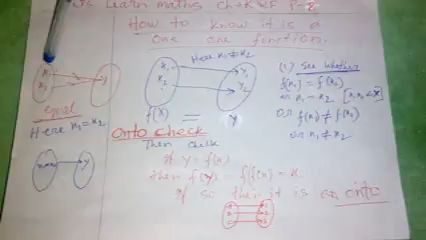 Learn maths
How to know it is a
one one function.
Here x₁≠x₂
x₁
x₂
y
x₁
x₂
y₁
y₂
(1) See whether
f(x₁) = f(x₂)
x₁ = x₂
or f(x₁) ≠ f(x₂)
x₁ ≠ x₂
equal
Here x₁=x₂
f(x) = y
Onto check
Then check
if y = f(x)
then f(y) = f(f(x)) = x
if so then it is an onto
y